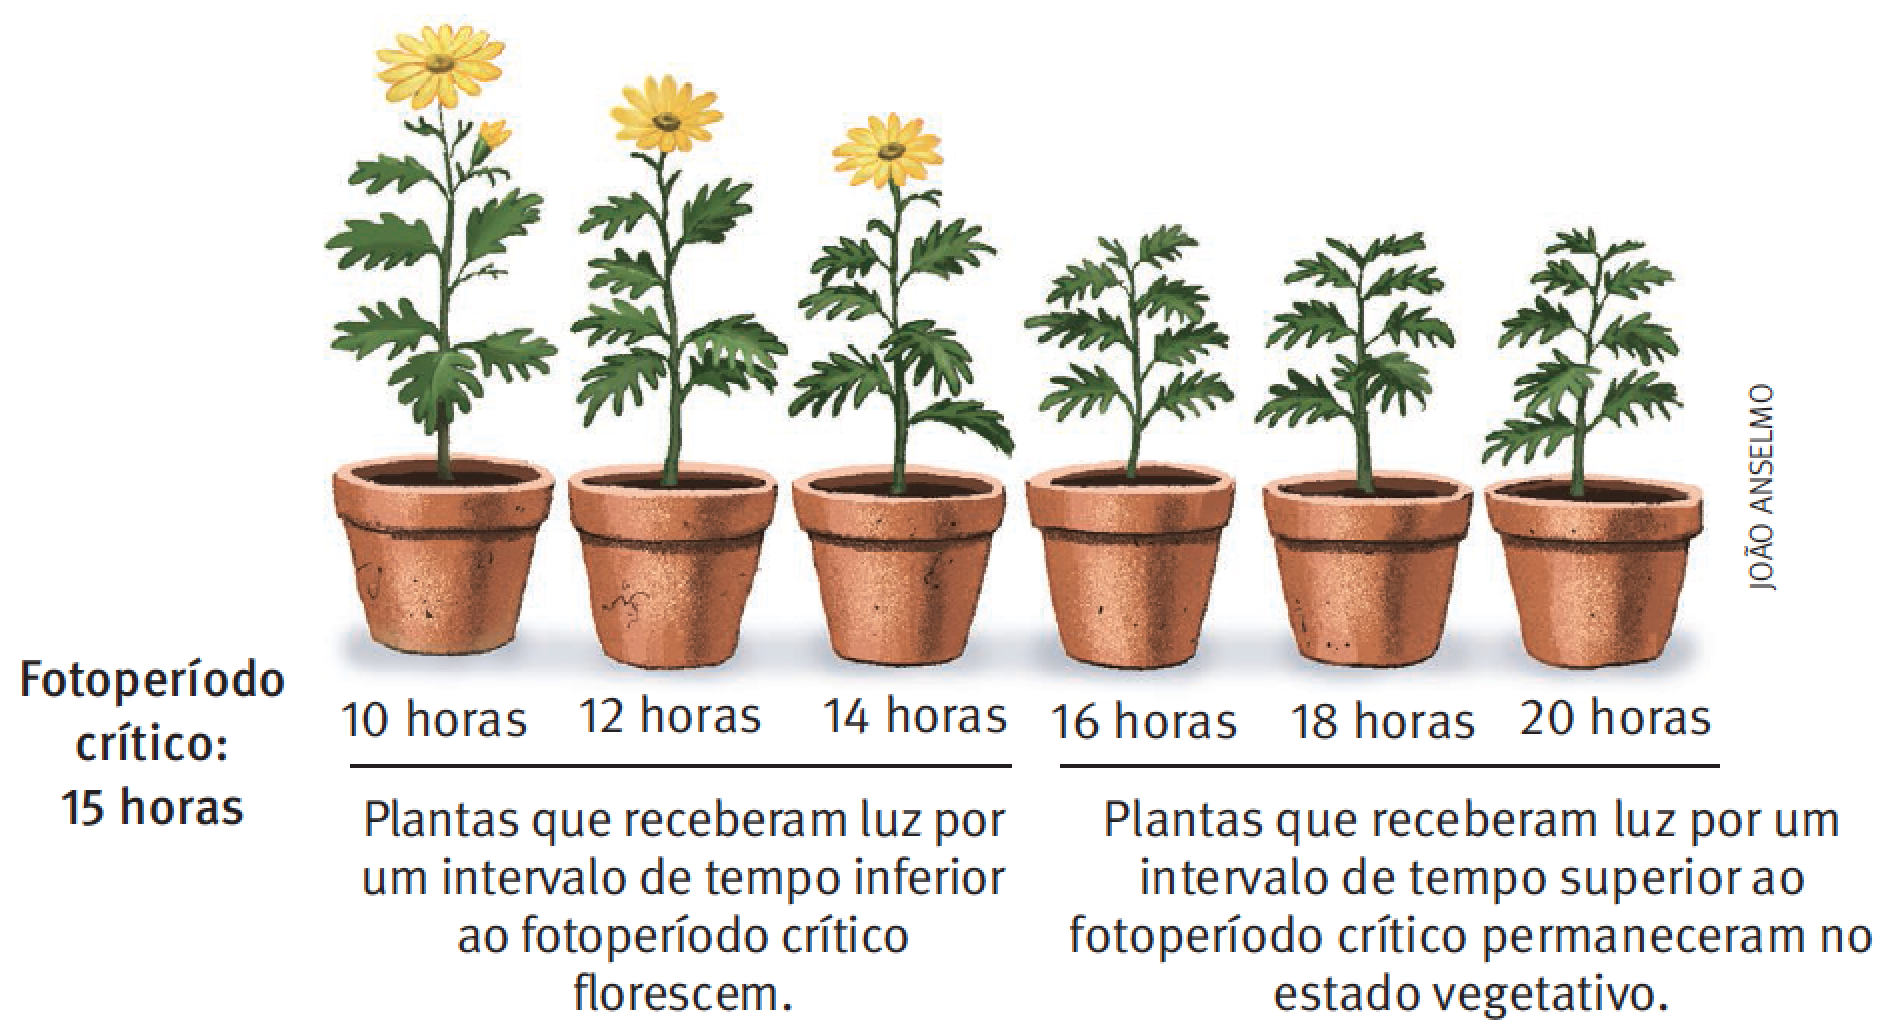 JOÃO ANSELMO
Fotoperíodo
crítico:
15 horas
10 horas
12 horas
14 horas
16 horas
18 horas
20 horas
Plantas que receberam luz por
um intervalo de tempo inferior
ao fotoperíodo crítico
florescem.
Plantas que receberam luz por um
intervalo de tempo superior ao
fotoperíodo crítico permaneceram no
estado vegetativo.